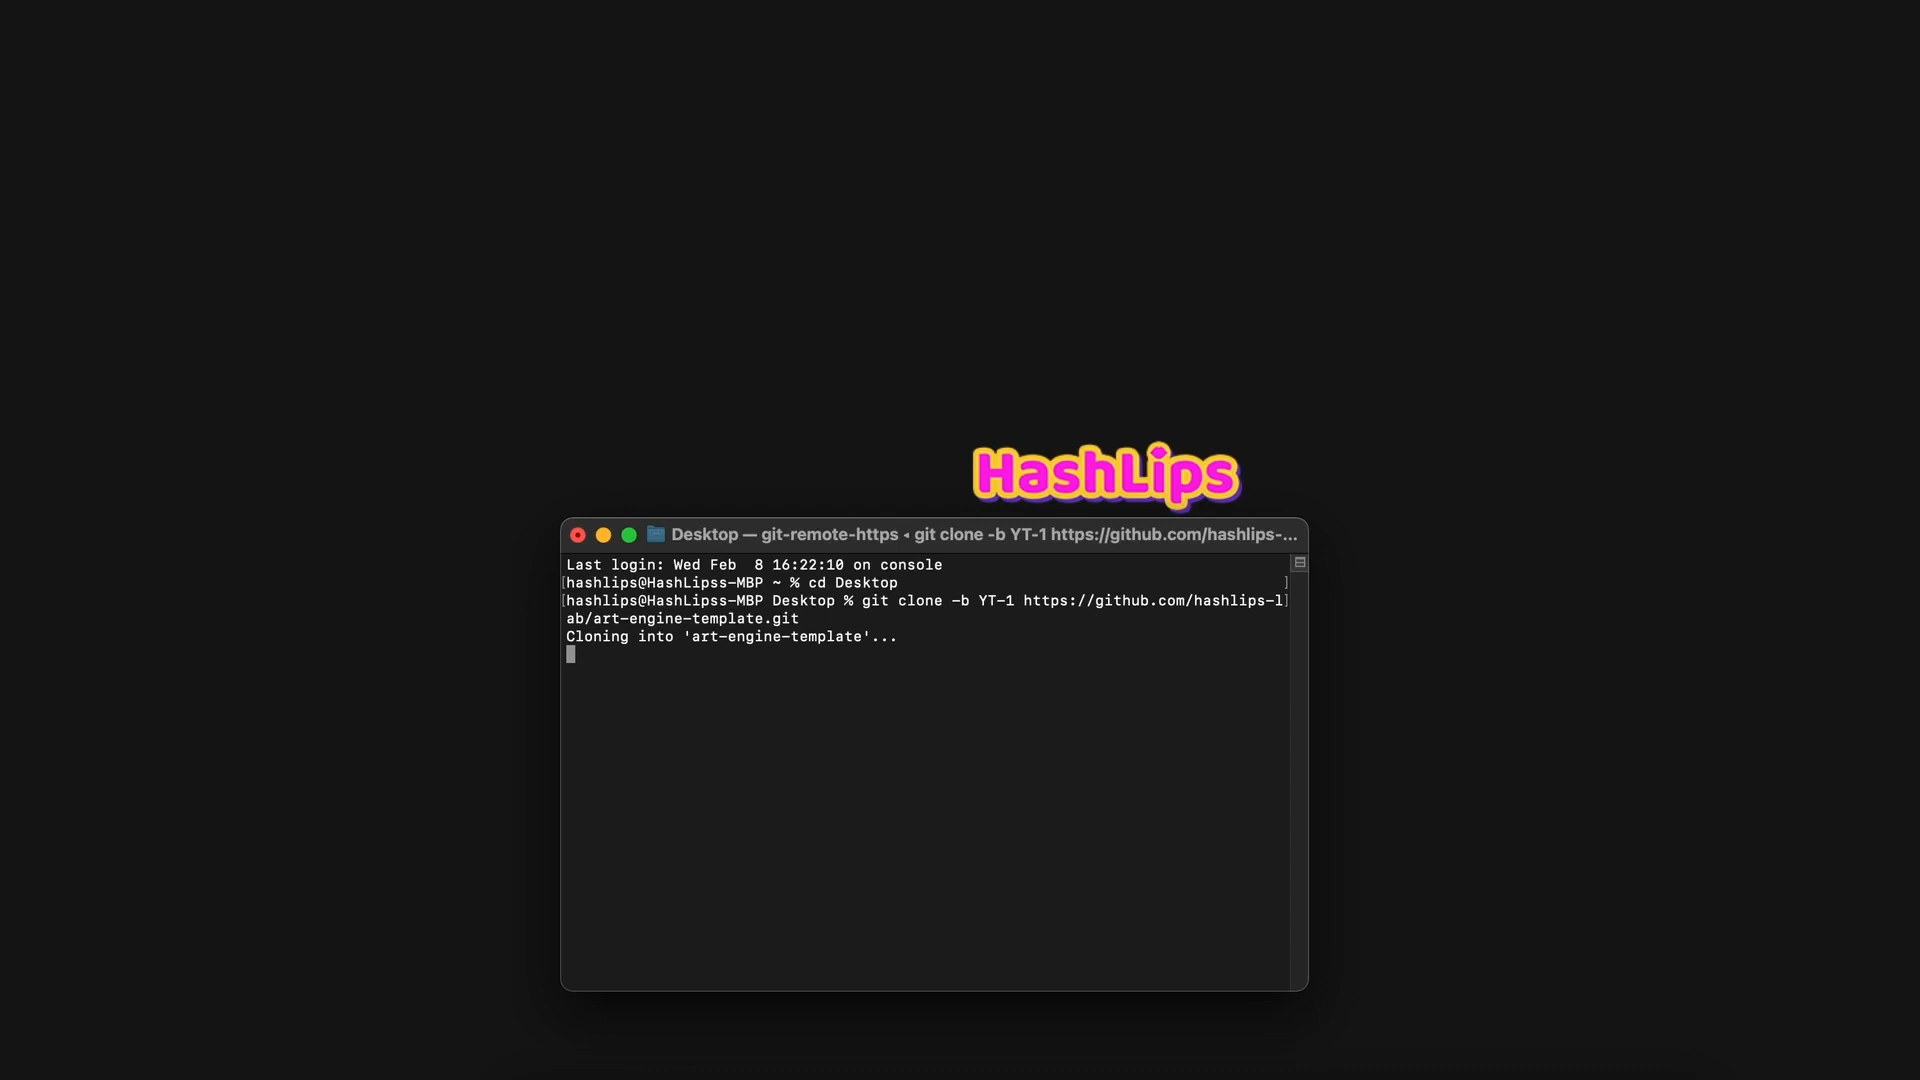 HashLips
Desktop — git-remote-https ◂ git clone -b YT-1 https://github.com/hashlips-...
Last login: Wed Feb  8 16:22:10 on console
[hashlips@HashLipss-MBP ~ % cd Desktop ]
[hashlips@HashLipss-MBP Desktop % git clone -b YT-1 https://github.com/hashlips-l]
ab/art-engine-template.git
Cloning into 'art-engine-template'...